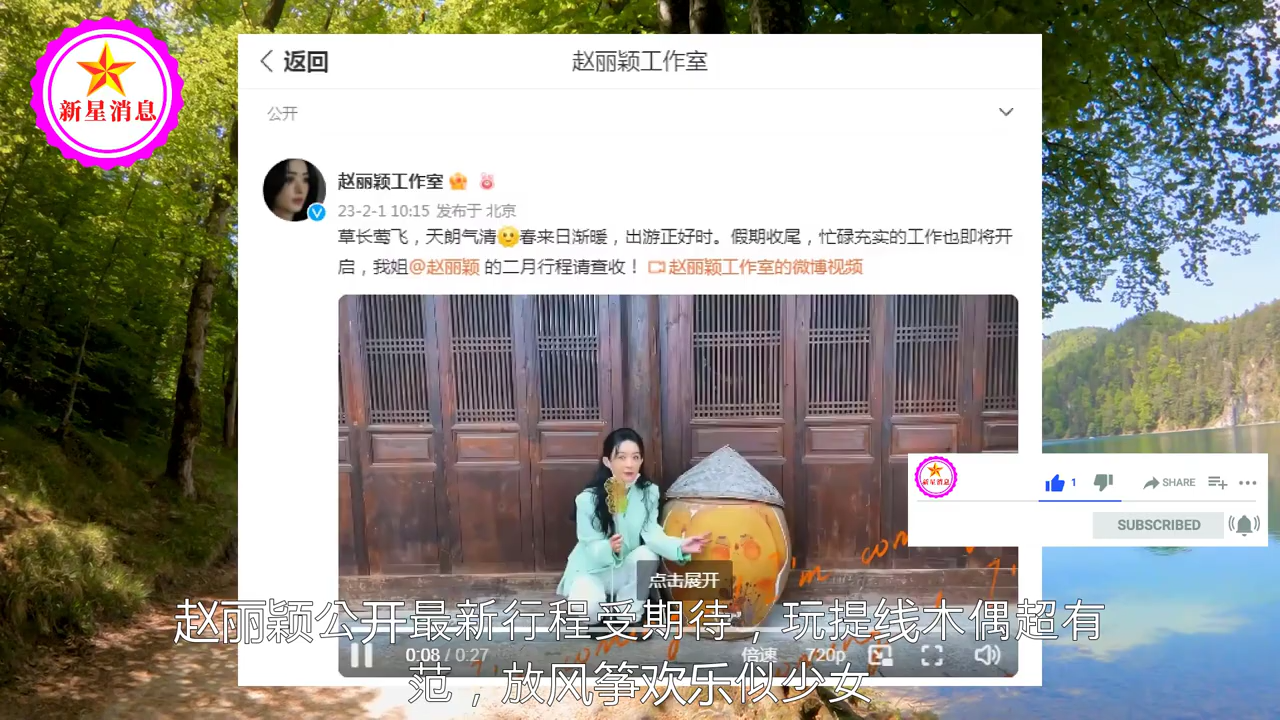 新星消息
返回
赵丽颖工作室
公开
赵丽颖工作室
23-2-1 10:15 发布于 北京
草长莺飞，天朗气清春来日渐暖，出游正好时。假期收尾，忙碌充实的工作也即将开
启，我姐@赵丽颖 的二月行程请查收！ 赵丽颖工作室的微博视频
新星消息
1
SHARE
SUBSCRIBED
点击展开
赵丽颖公开最新行程受期待，玩提线木偶超有
0:08 / 0:27
倍速
720p
范，放风筝欢乐似少女